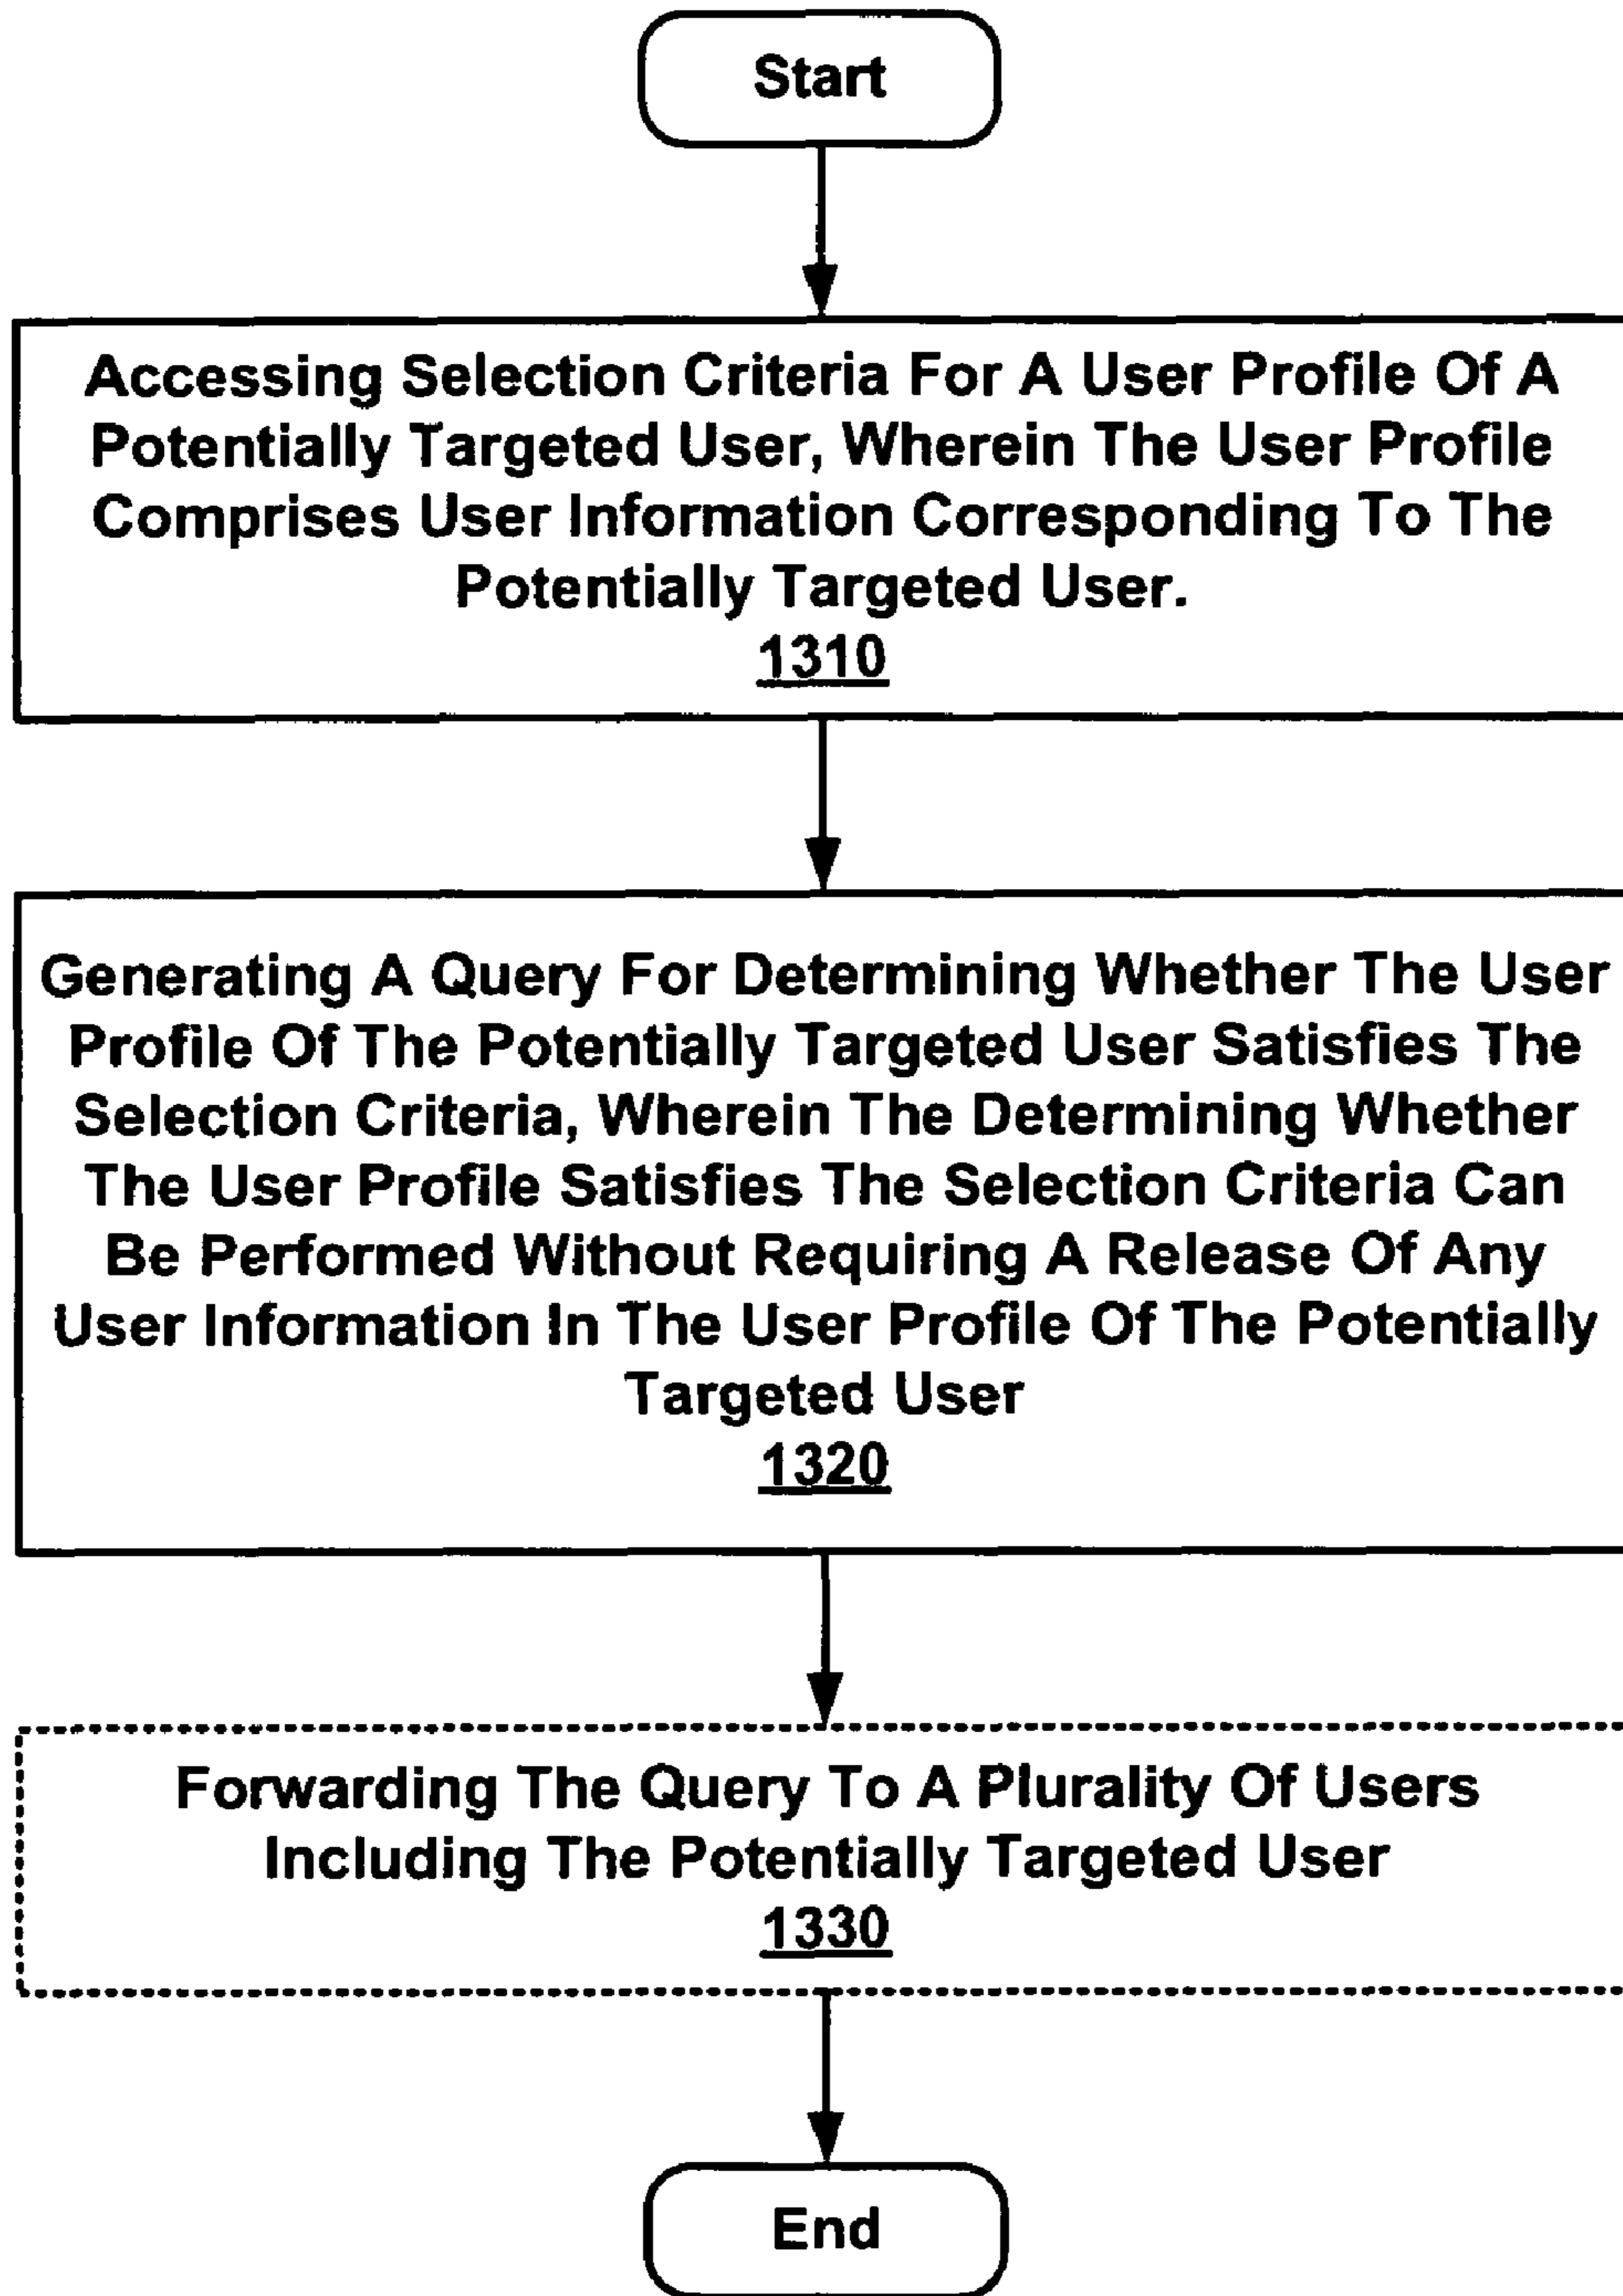 Start
Accessing Selection Criteria For A User Profile Of A
Potentially Targeted User, Wherein The User Profile
Comprises User Information Corresponding To The
Potentially Targeted User.
1310
Generating A Query For Determining Whether The User
Profile Of The Potentially Targeted User Satisfies The
Selection Criteria, Wherein The Determining Whether
The User Profile Satisfies The Selection Criteria Can
Be Performed Without Requiring A Release Of Any
User Information In The User Profile Of The Potentially
Targeted User
1320
Forwarding The Query To A Plurality Of Users
Including The Potentially Targeted User
1330
End